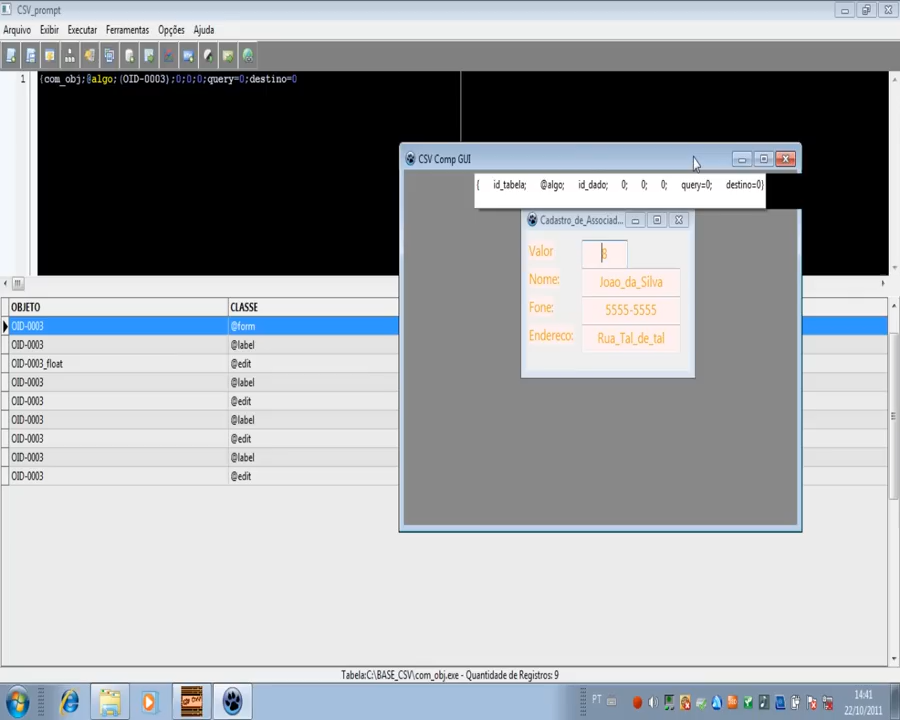 CSV_prompt
Arquivo Exibir Executar Ferramentas Opções Ajuda
1 {com_obj;@algo;{OID-0003};0;0;0;query=0;destino=0
CSV Comp GUI
{ id_tabela; @algo; id_dado; 0; 0; 0; query=0; destino=0}
Cadastro_de_Associad...
Valor 8
Nome: Joao_da_Silva
Fone: 5555-5555
Endereco: Rua_Tal_de_tal
OBJETO CLASSE
OID-0003 @form
OID-0003 @label
OID-0003_float @edit
OID-0003 @label
OID-0003 @edit
OID-0003 @label
OID-0003 @edit
OID-0003 @label
OID-0003 @edit
Tabela:C:\BASE_CSV\com_obj.exe - Quantidade de Registros: 9
PT
14:41
22/10/2011